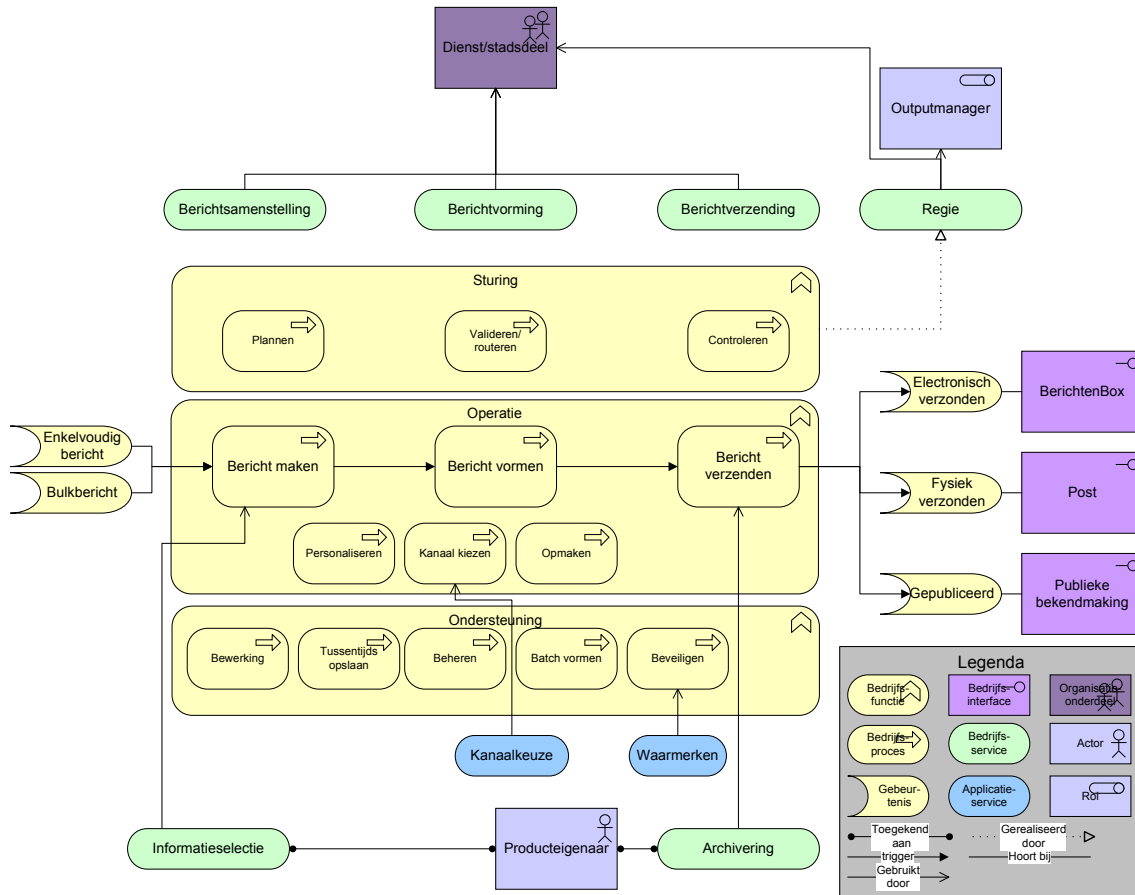 Dienst/stadsdeel
Outputmanager
Berichtsamenstelling
Berichtvorming
Berichtverzending
Regie
Sturing
Plannen
Valideren/
routeren
Controleren
Operatie
Enkelvoudig
bericht
Bulkbericht
Bericht maken
Bericht vormen
Bericht
verzenden
Personaliseren
Kanaal kiezen
Opmaken
Electronisch
verzonden
BerichtenBox
Fysiek
verzonden
Post
Gepubliceerd
Publieke
bekendmaking
Ondersteuning
Bewerking
Tussentijds
opslaan
Beheren
Batch vormen
Beveiligen
Kanaalkeuze
Waarmerken
Informatieselectie
Producteigenaar
Archivering
Legenda
Bedrijfs-
functie
Bedrijfs-
interface
Organisatie-
onderdeel
Bedrijfs-
proces
Bedrijfs-
service
Actor
Gebeur-
tenis
Applicatie-
service
Rol
Toegekend
aan
Gerealiseerd
door
trigger
Hoort bij
Gebruikt
door